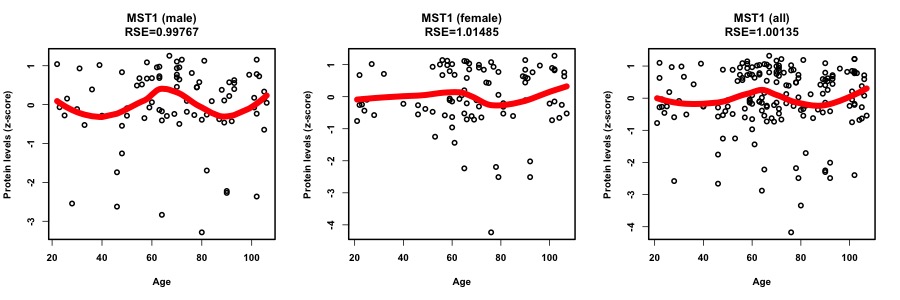 MST1 (male)
RSE=0.99767
Protein levels (z-score)
1
0
-1
-2
-3
20 40 60 80 100
Age
MST1 (female)
RSE=1.01485
Protein levels (z-score)
1
0
-1
-2
-3
-4
20 40 60 80 100
Age
MST1 (all)
RSE=1.00135
Protein levels (z-score)
1
0
-1
-2
-3
-4
20 40 60 80 100
Age